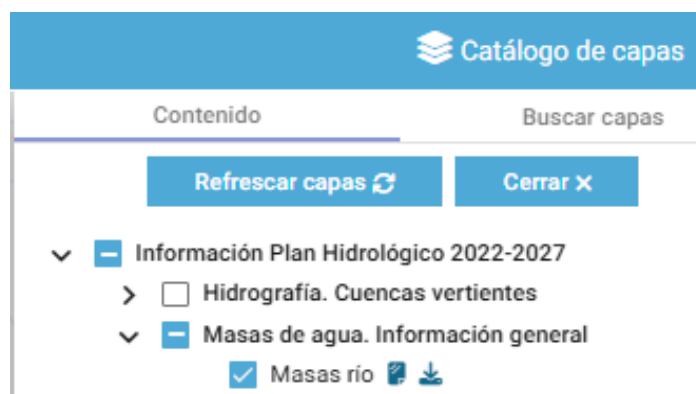 Catálogo de capas
Contenido Buscar capas
Refrescar capas Cerrar ×
Información Plan Hidrológico 2022-2027
Hidrografía. Cuencas vertientes
Masas de agua. Información general
Masas río